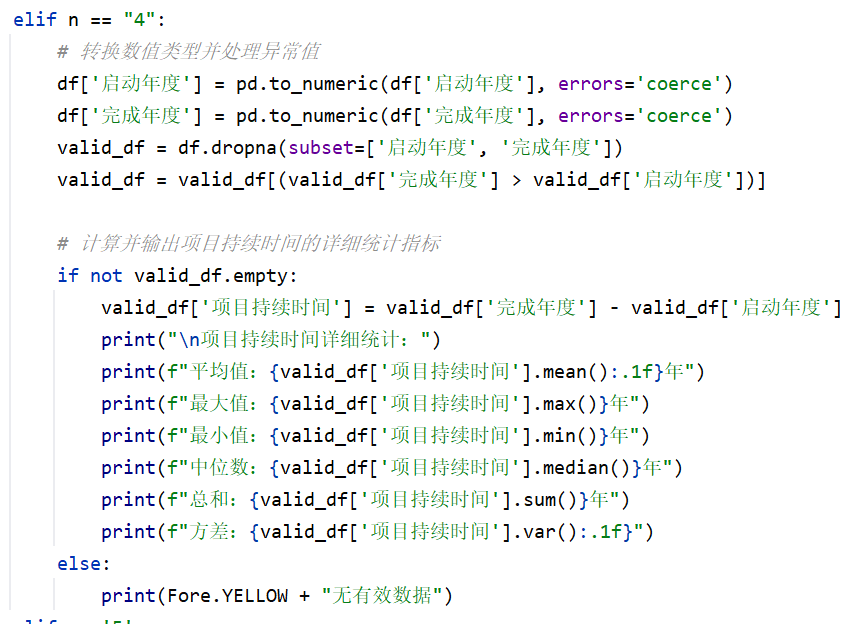 elif n == "4":
    # 转换数值类型并处理异常值
    df['启动年度'] = pd.to_numeric(df['启动年度'], errors='coerce')
    df['完成年度'] = pd.to_numeric(df['完成年度'], errors='coerce')
    valid_df = df.dropna(subset=['启动年度', '完成年度'])
    valid_df = valid_df[(valid_df['完成年度'] > valid_df['启动年度'])]

    # 计算并输出项目持续时间的详细统计指标
    if not valid_df.empty:
        valid_df['项目持续时间'] = valid_df['完成年度'] - valid_df['启动年度']
        print("\n项目持续时间详细统计：")
        print(f"平均值：{valid_df['项目持续时间'].mean():.1f}年")
        print(f"最大值：{valid_df['项目持续时间'].max()}年")
        print(f"最小值：{valid_df['项目持续时间'].min()}年")
        print(f"中位数：{valid_df['项目持续时间'].median()}年")
        print(f"总和：{valid_df['项目持续时间'].sum()}年")
        print(f"方差：{valid_df['项目持续时间'].var():.1f}")
    else:
        print(Fore.YELLOW + "无有效数据")